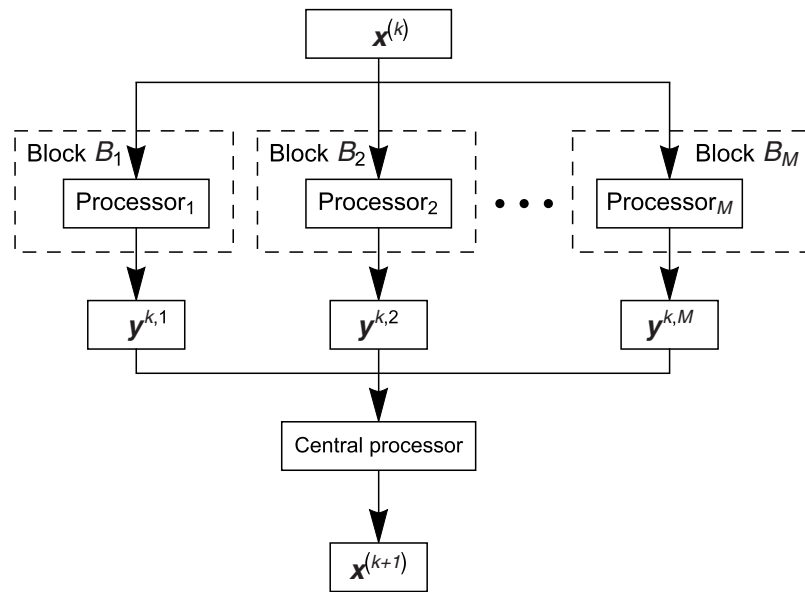 x^(k)
Block B_1
Block B_2
Block B_M
Processor_1
Processor_2
• • •
Processor_M
y^{k,1}
y^{k,2}
y^{k,M}
Central processor
x^(k+1)